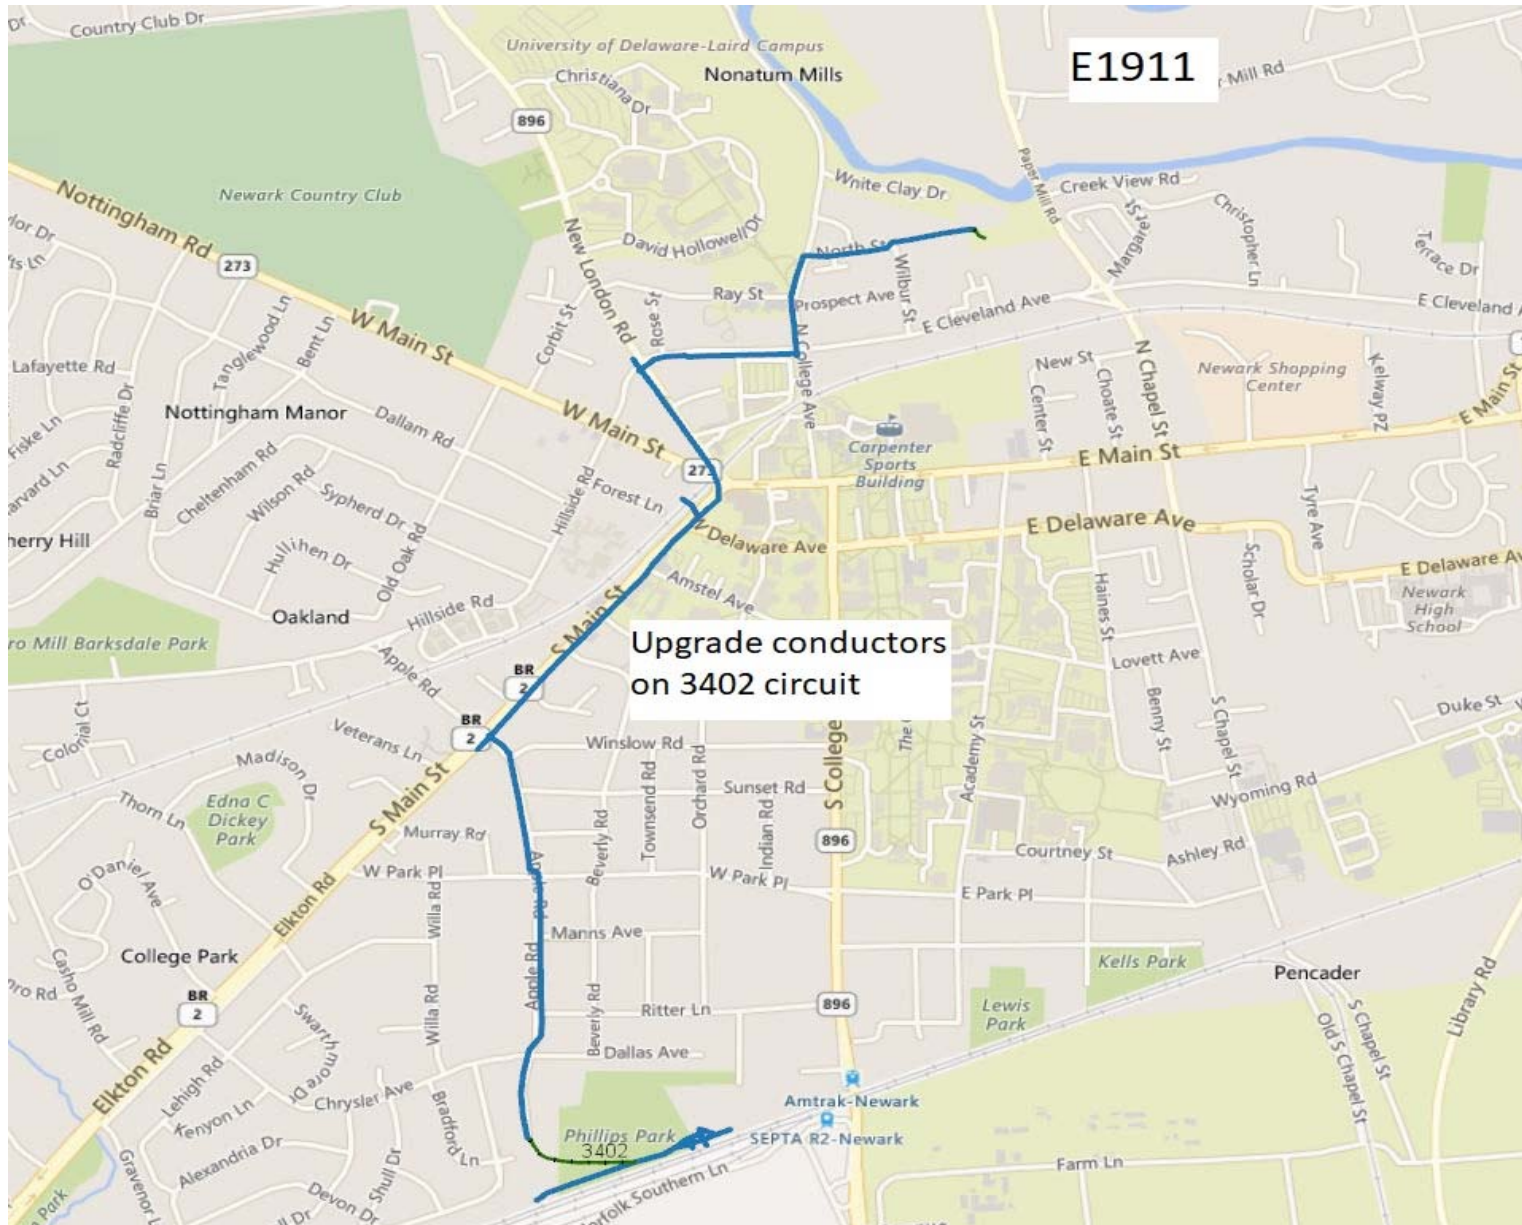 Dr
Country Club Dr
University of Delaware-Laird Campus
Nonatum Mills
E1911
Mill Rd
Christiana Dr
896
Paper Mill Rd
White Clay Dr
Creek View Rd
Nottingham Rd
Newark Country Club
Christopher Ln
Margaret St
New London Rd
David Hollowell Dr
North St
Terrace Dr
273
Wilbur St
Ray St
Prospect Ave
E Cleveland Ave
E Cleveland
Rose St
Corbit St
Tanglewood Ln
Bent Ln
W Main St
N College Ave
Lafayette Rd
Radcliffe Dr
Nottingham Manor
Dallam Rd
W Main St
New St
Center St
Choate St
N Chapel St
Newark Shopping
Center
Kelway PZ
E Main St
Fiske Ln
Briar Ln
Cheltenham Rd
Wilson Rd
Sypherd Dr
Hillside Rd
Forest Ln
Carpenter
Sports
Building
E Main St
Hullihen Dr
Old Oak Rd
Delaware Ave
E Delaware Ave
Tyre Ave
Scholar Dr
E Delaware
Newark
High
School
Oakland
Hillside Rd
Amstel Ave
S Main St
Haines St
Mill Barksdale Park
Apple Rd
BR
2
Upgrade conductors
on 3402 circuit
Lovett Ave
Benny St
S Chapel St
Duke St
Colonial Ct
Veterans Ln
BR
2
Winslow Rd
S College
The
Academy St
Madison Dr
Thorn Ln
Edna C
Dickey
Park
S Main St
Townsend Rd
Orchard Rd
Sunset Rd
Indian Rd
Wyoming Rd
Murray Rd
Beverly Rd
896
Courtney St
Ashley Rd
O'Daniel Ave
W Park Pl
Apple Rd
W Park Pl
E Park Pl
Elkton Rd
Willa Rd
Manns Ave
College Park
Casho Mill Rd
Apple Rd
Kells Park
Pencader
Library Rd
BR
2
Willa Rd
Beverly Rd
Ritter Ln
896
Lewis
Park
Old S Chapel St
S Chapel St
Swarthmore Dr
Dallas Ave
Elkton Rd
Lehigh Rd
Kenyon Ln
Chrysler Ave
Bradford Ln
Amtrak-Newark
SEPTA R2-Newark
Phillips Park
3402
Alexandria Dr
Shull Dr
Devon Dr
Norfolk Southern Ln
Farm Ln
Park